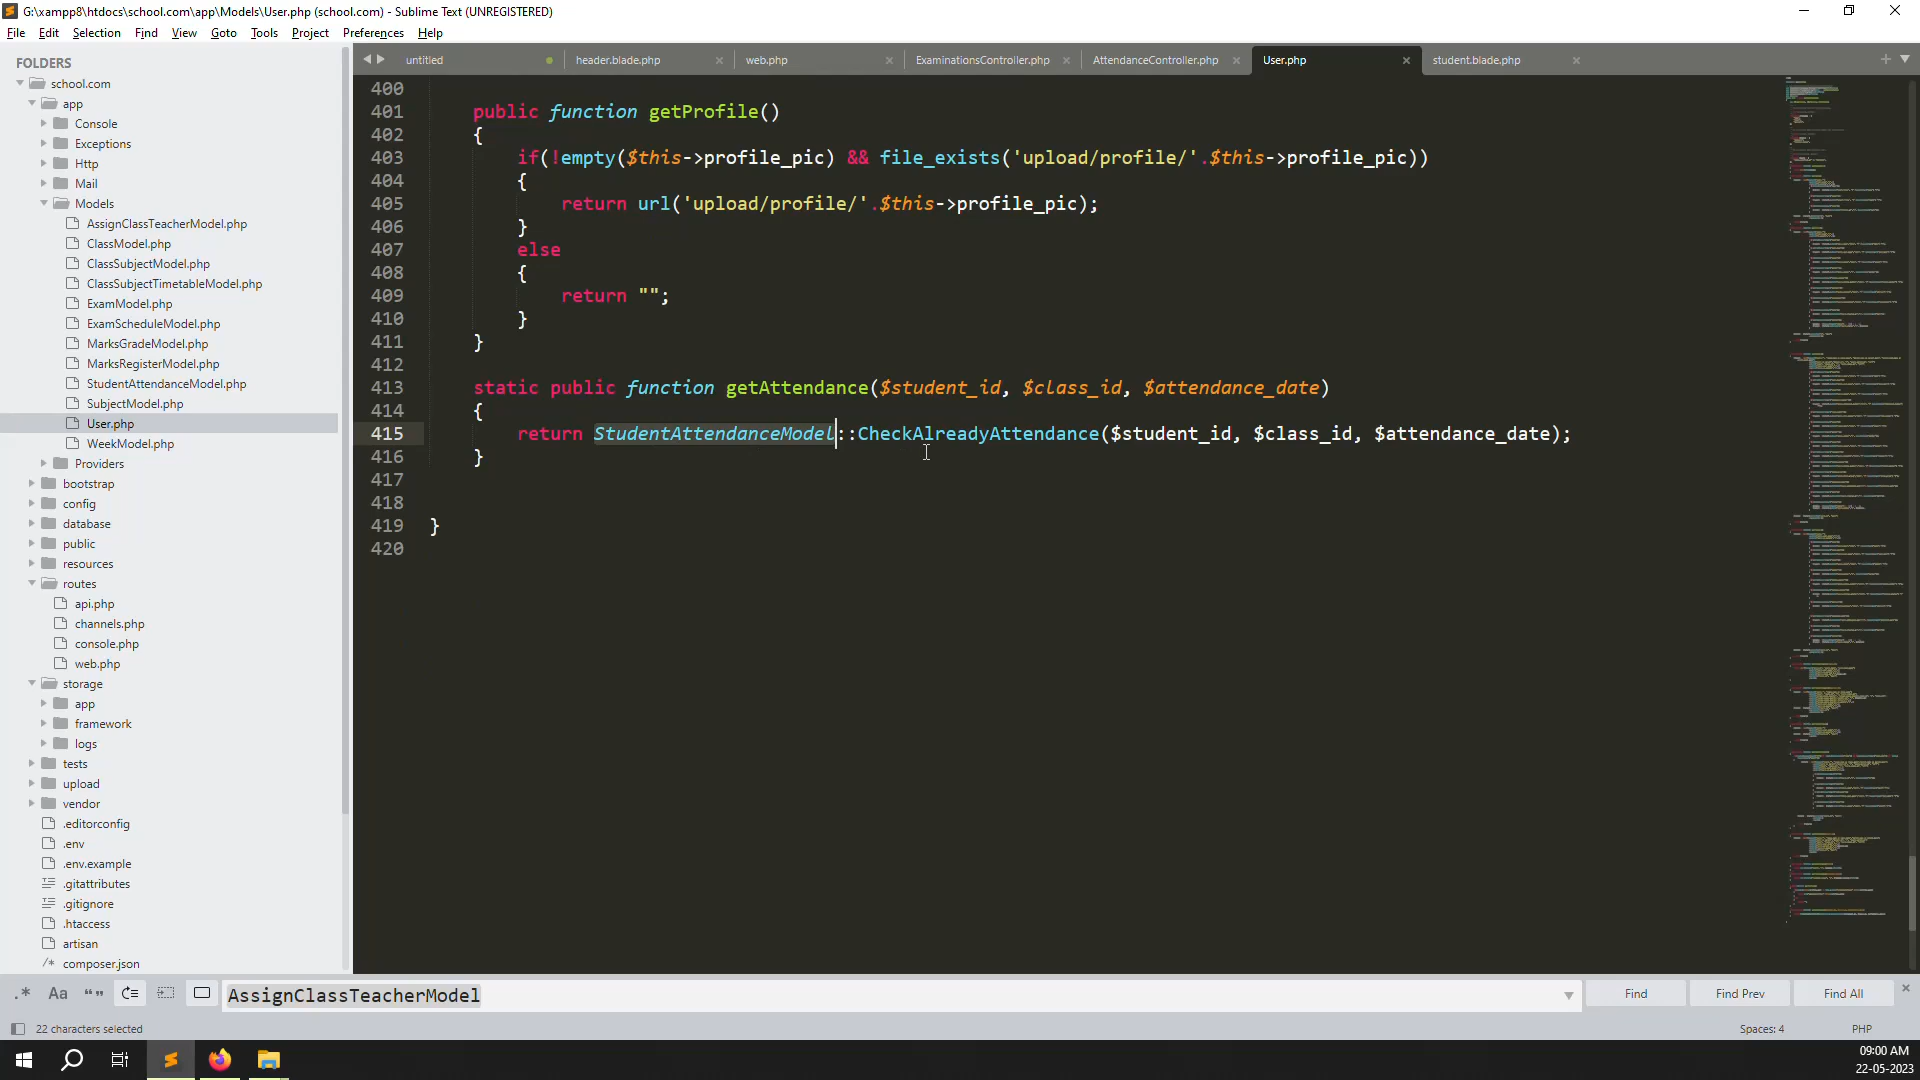 G:\xampp8\htdocs\school.com\app\Models\User.php (school.com) - Sublime Text (UNREGISTERED)
File Edit Selection Find View Goto Tools Project Preferences Help
FOLDERS
school.com
app
Console
Exceptions
Http
Mail
Models
AssignClassTeacherModel.php
ClassModel.php
ClassSubjectModel.php
ClassSubjectTimetableModel.php
ExamModel.php
ExamScheduleModel.php
MarksGradeModel.php
MarksRegisterModel.php
StudentAttendanceModel.php
SubjectModel.php
User.php
WeekModel.php
Providers
bootstrap
config
database
public
resources
routes
api.php
channels.php
console.php
web.php
storage
app
framework
logs
tests
upload
vendor
.editorconfig
.env
.env.example
.gitattributes
.gitignore
.htaccess
artisan
composer.json
untitled header.blade.php web.php ExaminationsController.php AttendanceController.php User.php student.blade.php
400
401 public function getProfile()
402 {
403 if(!empty($this->profile_pic) && file_exists('upload/profile/'.$this->profile_pic))
404 {
405 return url('upload/profile/'.$this->profile_pic);
406 }
407 else
408 {
409 return "";
410 }
411 }
412
413 static public function getAttendance($student_id, $class_id, $attendance_date)
414 {
415 return StudentAttendanceModel::CheckAlreadyAttendance($student_id, $class_id, $attendance_date);
416 }
417
418
419 }
420
.* Aa “” AssignClassTeacherModel Find Find Prev Find All
22 characters selected Spaces: 4 PHP
09:00 AM
22-05-2023